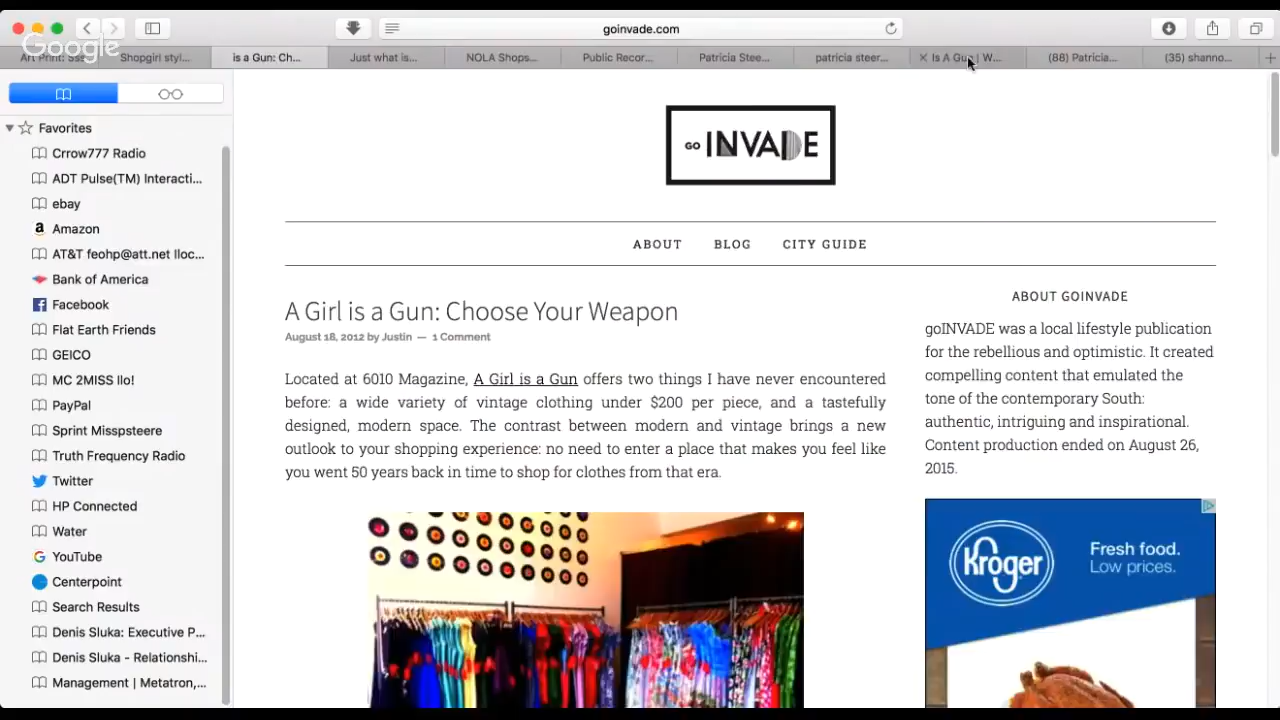 goinvade.com
Google
Art Print: Sse
Shopgirl styl...
is a Gun: Ch...
Just what is...
NOLA Shops...
Public Recor...
Patricia Stee...
patricia steer...
Is A Gun | W...
(88) Patricia...
(35) shanno...
Favorites
Crrow777 Radio
ADT Pulse(TM) Interacti...
ebay
Amazon
AT&T feohp@att.net lloc...
Bank of America
Facebook
Flat Earth Friends
GEICO
MC 2MISS llo!
PayPal
Sprint Misspsteere
Truth Frequency Radio
Twitter
HP Connected
Water
YouTube
Centerpoint
Search Results
Denis Sluka: Executive P...
Denis Sluka - Relationshi...
Management | Metatron,...
GO INVADE
ABOUT BLOG CITY GUIDE
A Girl is a Gun: Choose Your Weapon
August 18, 2012 by Justin — 1 Comment
Located at 6010 Magazine, A Girl is a Gun offers two things I have never encountered
before: a wide variety of vintage clothing under $200 per piece, and a tastefully
designed, modern space. The contrast between modern and vintage brings a new
outlook to your shopping experience: no need to enter a place that makes you feel like
you went 50 years back in time to shop for clothes from that era.
ABOUT GOINVADE
goINVADE was a local lifestyle publication
for the rebellious and optimistic. It created
compelling content that emulated the
tone of the contemporary South:
authentic, intriguing and inspirational.
Content production ended on August 26,
2015.
Kroger
Fresh food.
Low prices.